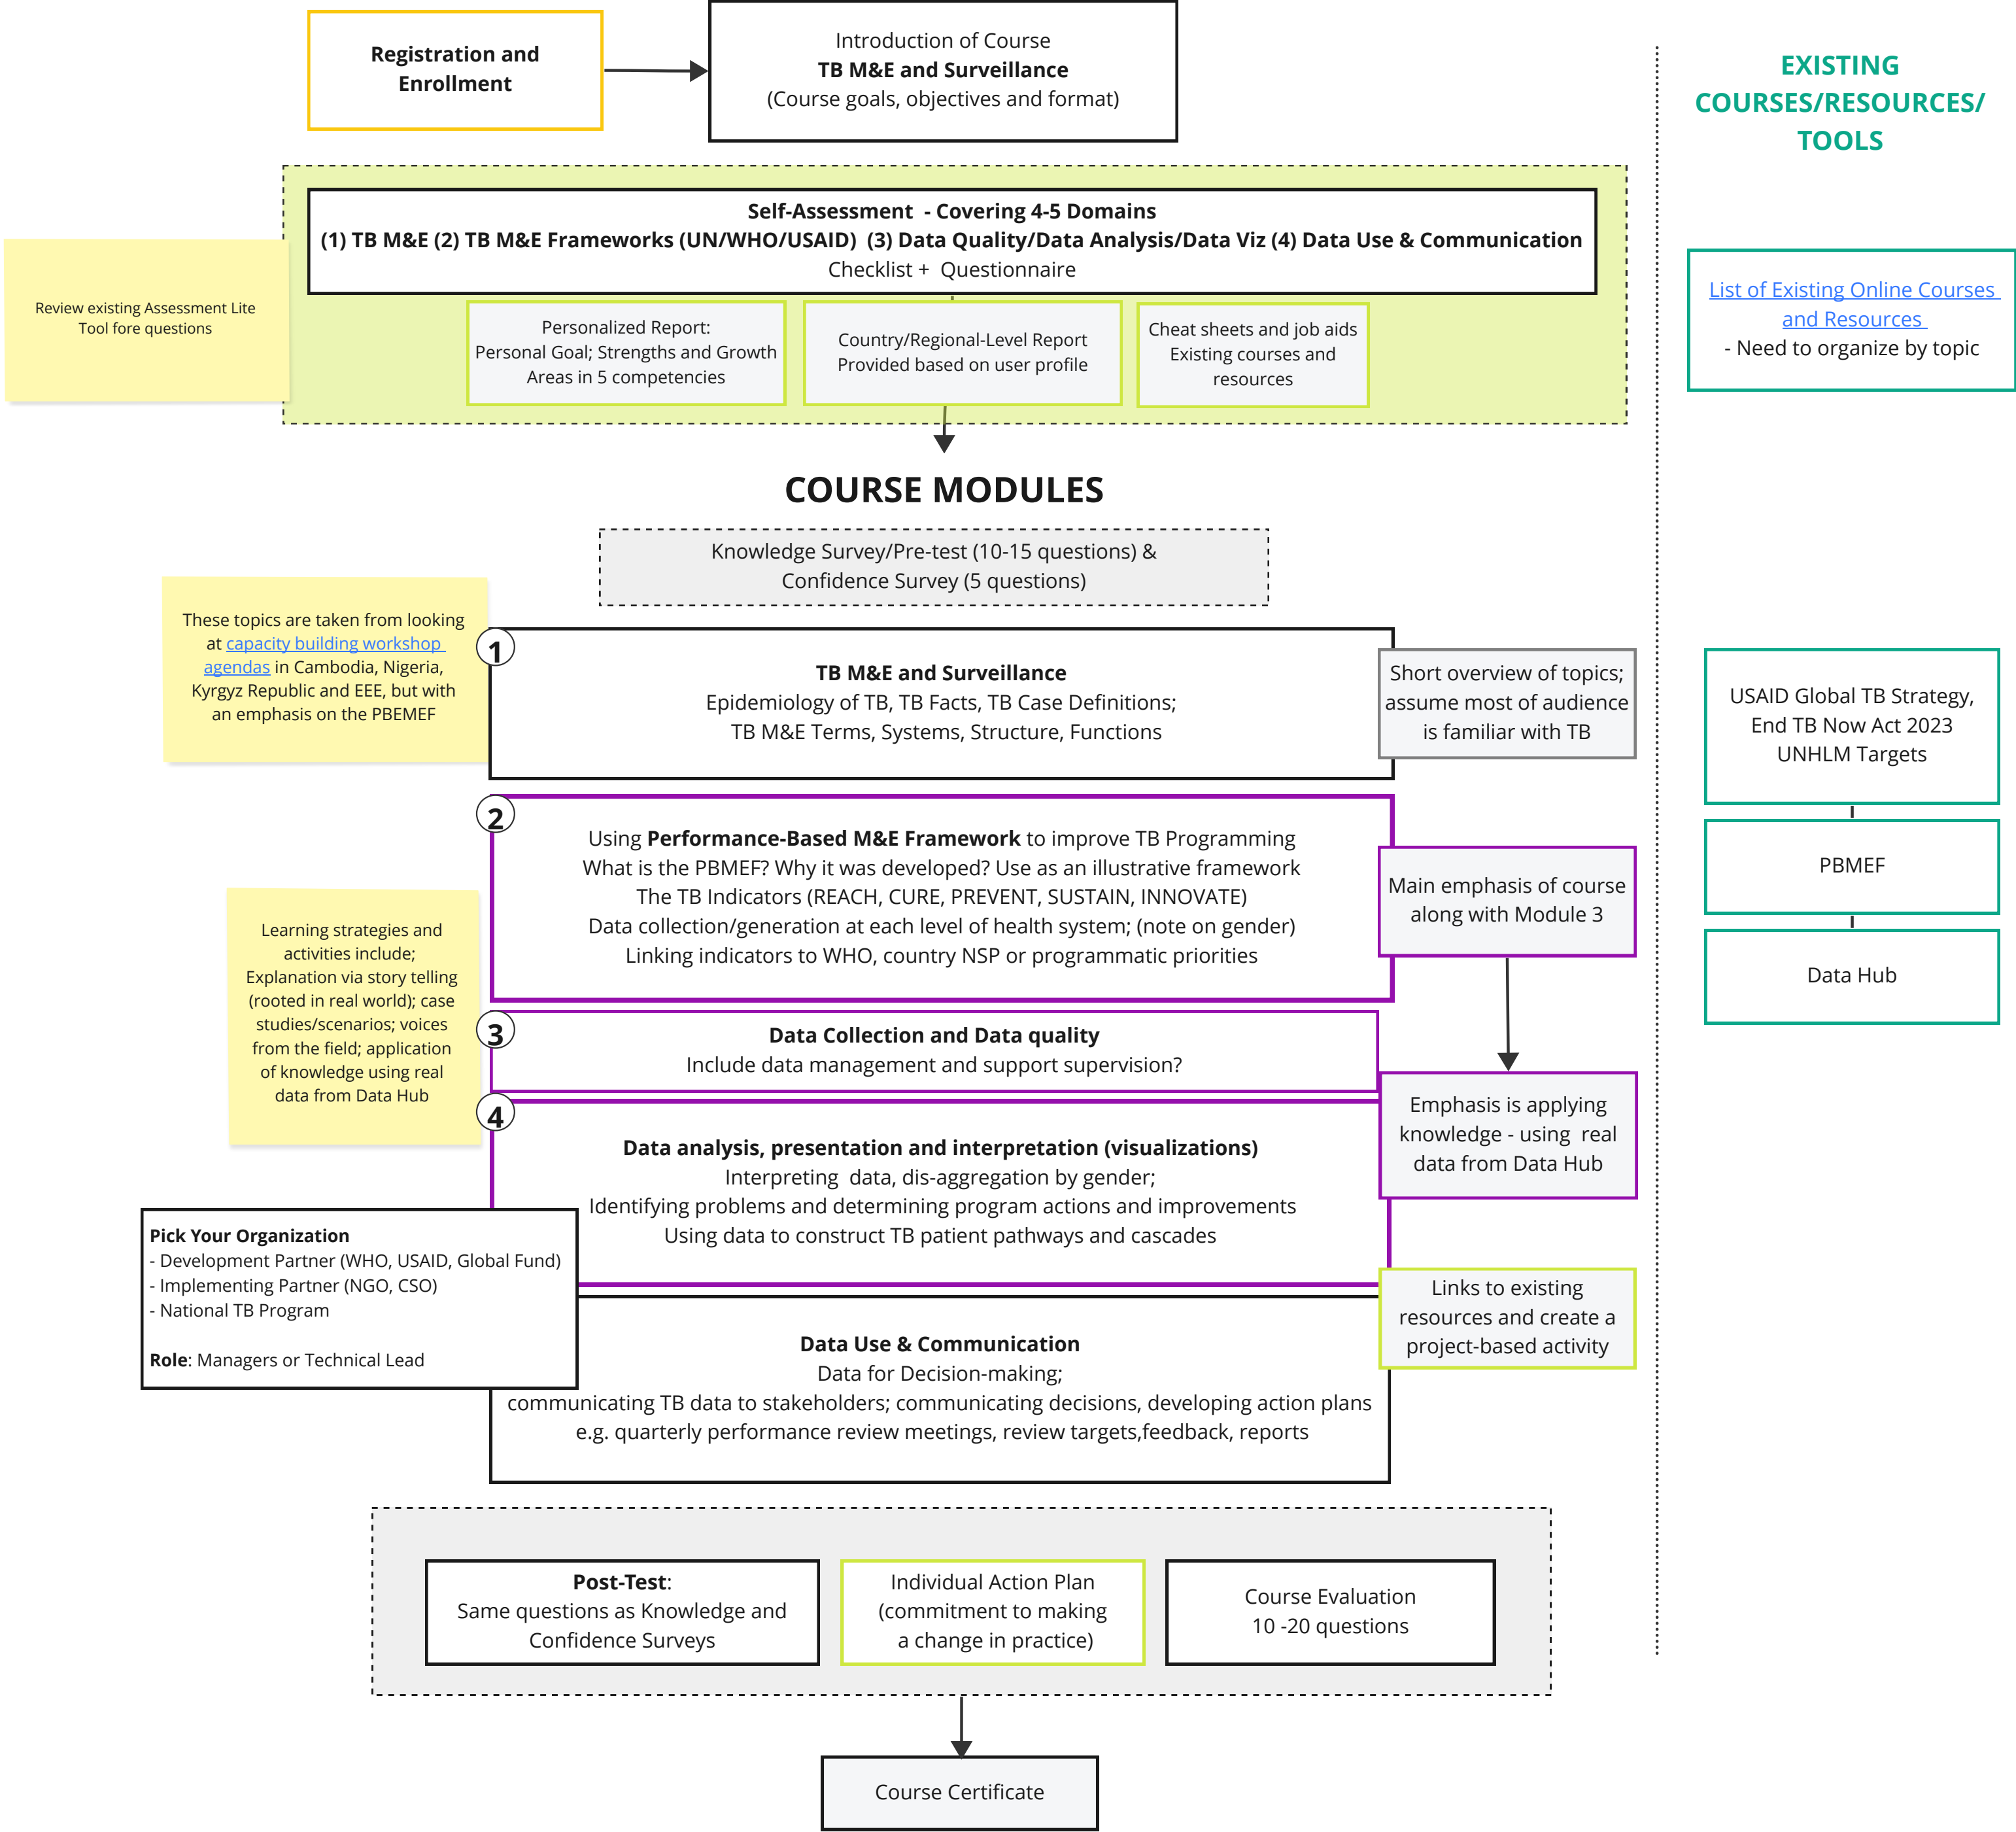 Registration and
Enrollment
Introduction of Course
TB M&E and Surveillance
(Course goals, objectives and format)
EXISTING
COURSES/RESOURCES/
TOOLS
Self-Assessment  - Covering 4-5 Domains
(1) TB M&E (2) TB M&E Frameworks (UN/WHO/USAID)  (3) Data Quality/Data Analysis/Data Viz (4) Data Use & Communication
Checklist +  Questionnaire
Review existing Assessment Lite
Tool fore questions
Personalized Report:
Personal Goal; Strengths and Growth
Areas in 5 competencies
Country/Regional-Level Report
Provided based on user profile
Cheat sheets and job aids
Existing courses and
resources
List of Existing Online Courses
and Resources
- Need to organize by topic
COURSE MODULES
Knowledge Survey/Pre-test (10-15 questions) &
Confidence Survey (5 questions)
These topics are taken from looking
at capacity building workshop
agendas in Cambodia, Nigeria,
Kyrgyz Republic and EEE, but with
an emphasis on the PBEMEF
1
TB M&E and Surveillance
Epidemiology of TB, TB Facts, TB Case Definitions;
TB M&E Terms, Systems, Structure, Functions
Short overview of topics;
assume most of audience
is familiar with TB
USAID Global TB Strategy,
End TB Now Act 2023
UNHLM Targets
2
Using Performance-Based M&E Framework to improve TB Programming
What is the PBMEF? Why it was developed? Use as an illustrative framework
The TB Indicators (REACH, CURE, PREVENT, SUSTAIN, INNOVATE)
Data collection/generation at each level of health system; (note on gender)
Linking indicators to WHO, country NSP or programmatic priorities
Main emphasis of course
along with Module 3
PBMEF
Data Hub
Learning strategies and
activities include;
Explanation via story telling
(rooted in real world); case
studies/scenarios; voices
from the field; application
of knowledge using real
data from Data Hub
3
Data Collection and Data quality
Include data management and support supervision?
4
Data analysis, presentation and interpretation (visualizations)
Interpreting  data, dis-aggregation by gender;
Identifying problems and determining program actions and improvements
Using data to construct TB patient pathways and cascades
Emphasis is applying
knowledge - using  real
data from Data Hub
Pick Your Organization
- Development Partner (WHO, USAID, Global Fund)
- Implementing Partner (NGO, CSO)
- National TB Program
Role: Managers or Technical Lead
Links to existing
resources and create a
project-based activity
Data Use & Communication
Data for Decision-making;
communicating TB data to stakeholders; communicating decisions, developing action plans
e.g. quarterly performance review meetings, review targets,feedback, reports
Post-Test:
Same questions as Knowledge and
Confidence Surveys
Individual Action Plan
(commitment to making
a change in practice)
Course Evaluation
10 -20 questions
Course Certificate